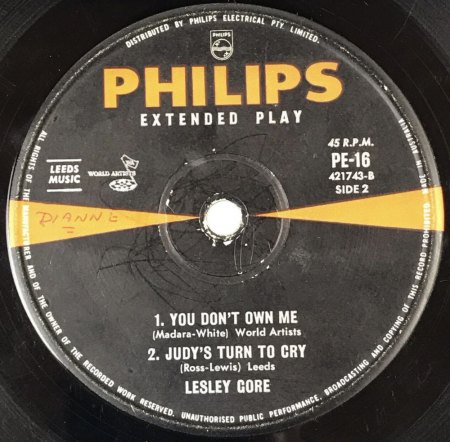 DISTRIBUTED BY PHILIPS ELECTRICAL PTY. LIMITED.
PHILIPS
PHILIPS
EXTENDED PLAY
45 R.P.M.
PE-16
421743-B
SIDE 2
LEEDS
MUSIC
WORLD ARTISTS
DIANNE
1. YOU DON'T OWN ME
(Madara-White) World Artists
2. JUDY'S TURN TO CRY
(Ross-Lewis) Leeds
LESLEY GORE
ALL RIGHTS OF THE MANUFACTURER AND OF THE OWNER OF THE RECORDED WORK RESERVED. UNAUTHORISED PUBLIC PERFORMANCE, BROADCASTING AND COPYING OF THIS RECORD PROHIBITED. MADE IN AUSTRALIA